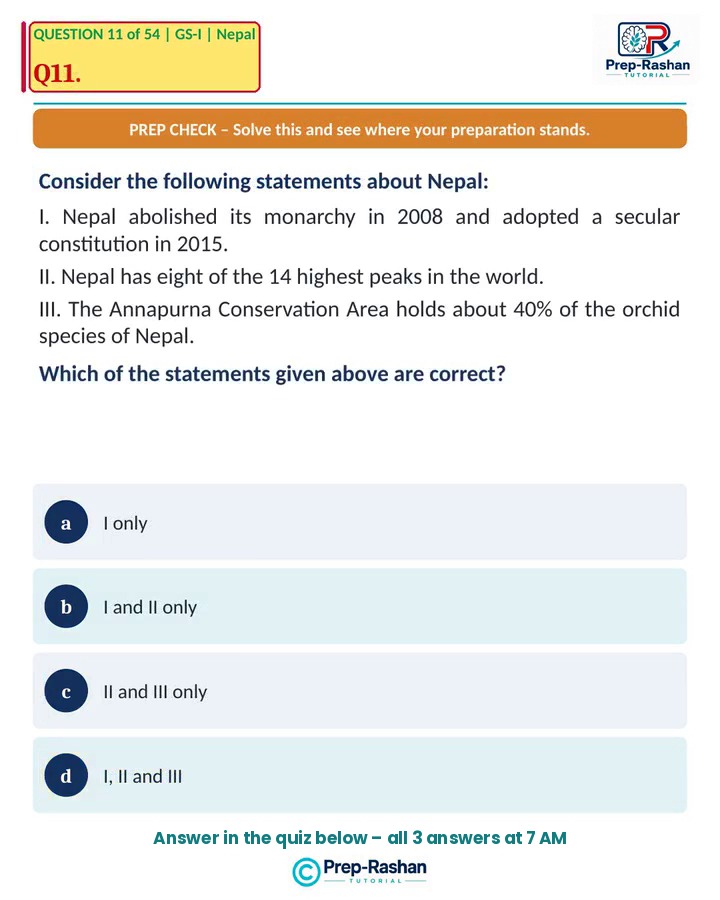 QUESTION 11 of 54 | GS-I | Nepal
Q11.
Prep-Rashan
TUTORIAL
PREP CHECK – Solve this and see where your preparation stands.
Consider the following statements about Nepal:
I. Nepal abolished its monarchy in 2008 and adopted a secular
constitution in 2015.
II. Nepal has eight of the 14 highest peaks in the world.
III. The Annapurna Conservation Area holds about 40% of the orchid
species of Nepal.
Which of the statements given above are correct?
a I only
b I and II only
c II and III only
d I, II and III
Answer in the quiz below – all 3 answers at 7 AM
© Prep-Rashan
TUTORIAL